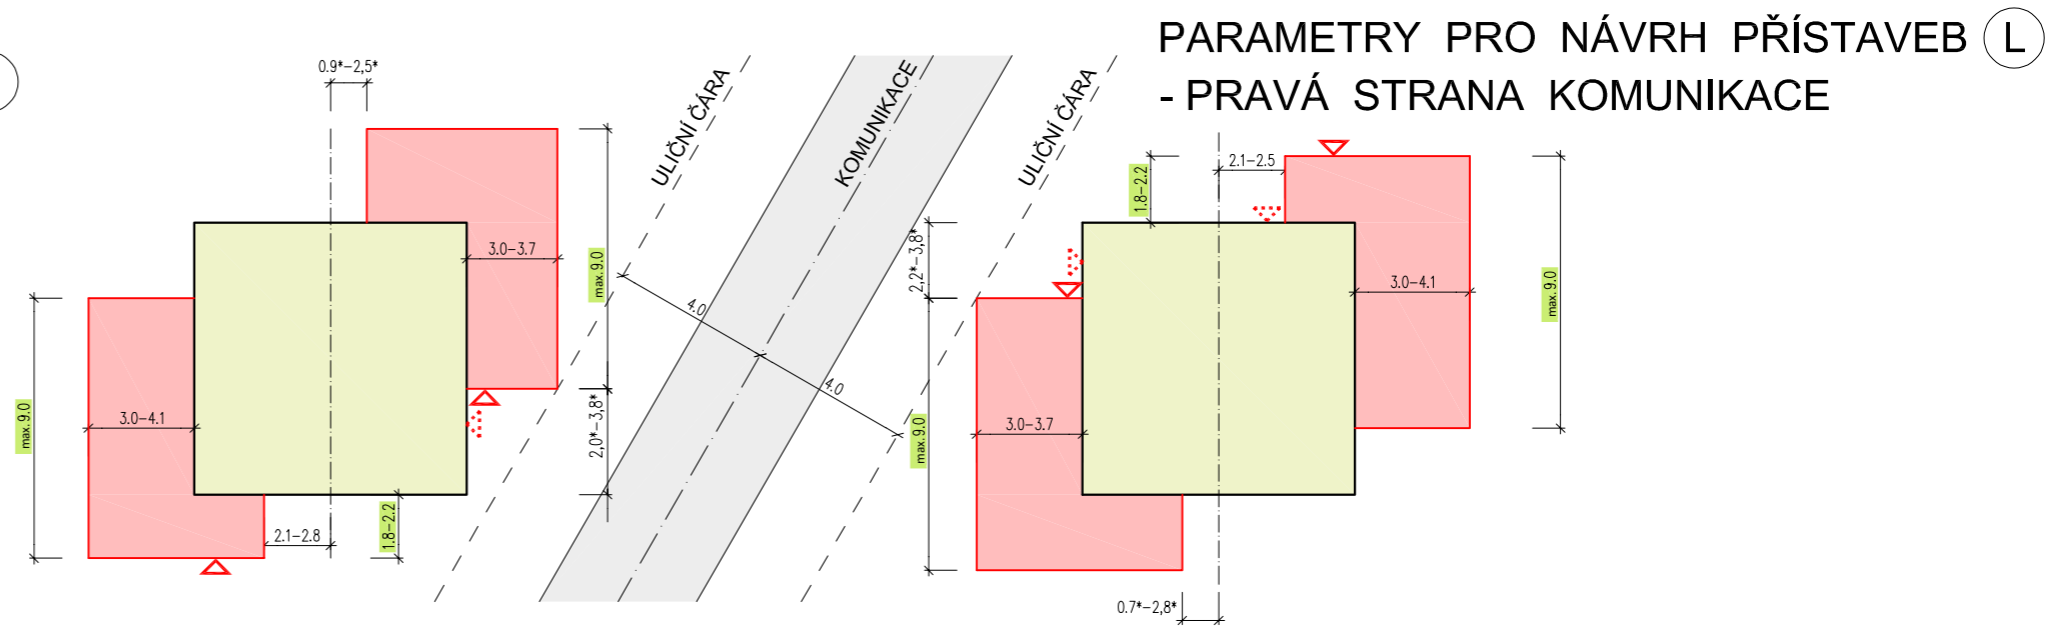 PARAMETRY PRO NÁVRH PŘÍSTAVEB L
- PRAVÁ STRANA KOMUNIKACE
0.9*-2,5*
ULIČNÍ ČÁRA
KOMUNIKACE
ULIČNÍ ČÁRA
3.0-3.7
max.9.0
2,0*-3,8*
max.9.0
3.0-4.1
2.1-2.8
1.8-2.2
4.0
4.0
1.8-2.2
2.1-2.5
2,2*-3,8*
3.0-4.1
max.9.0
max.9.0
3.0-3.7
0.7*-2,8*